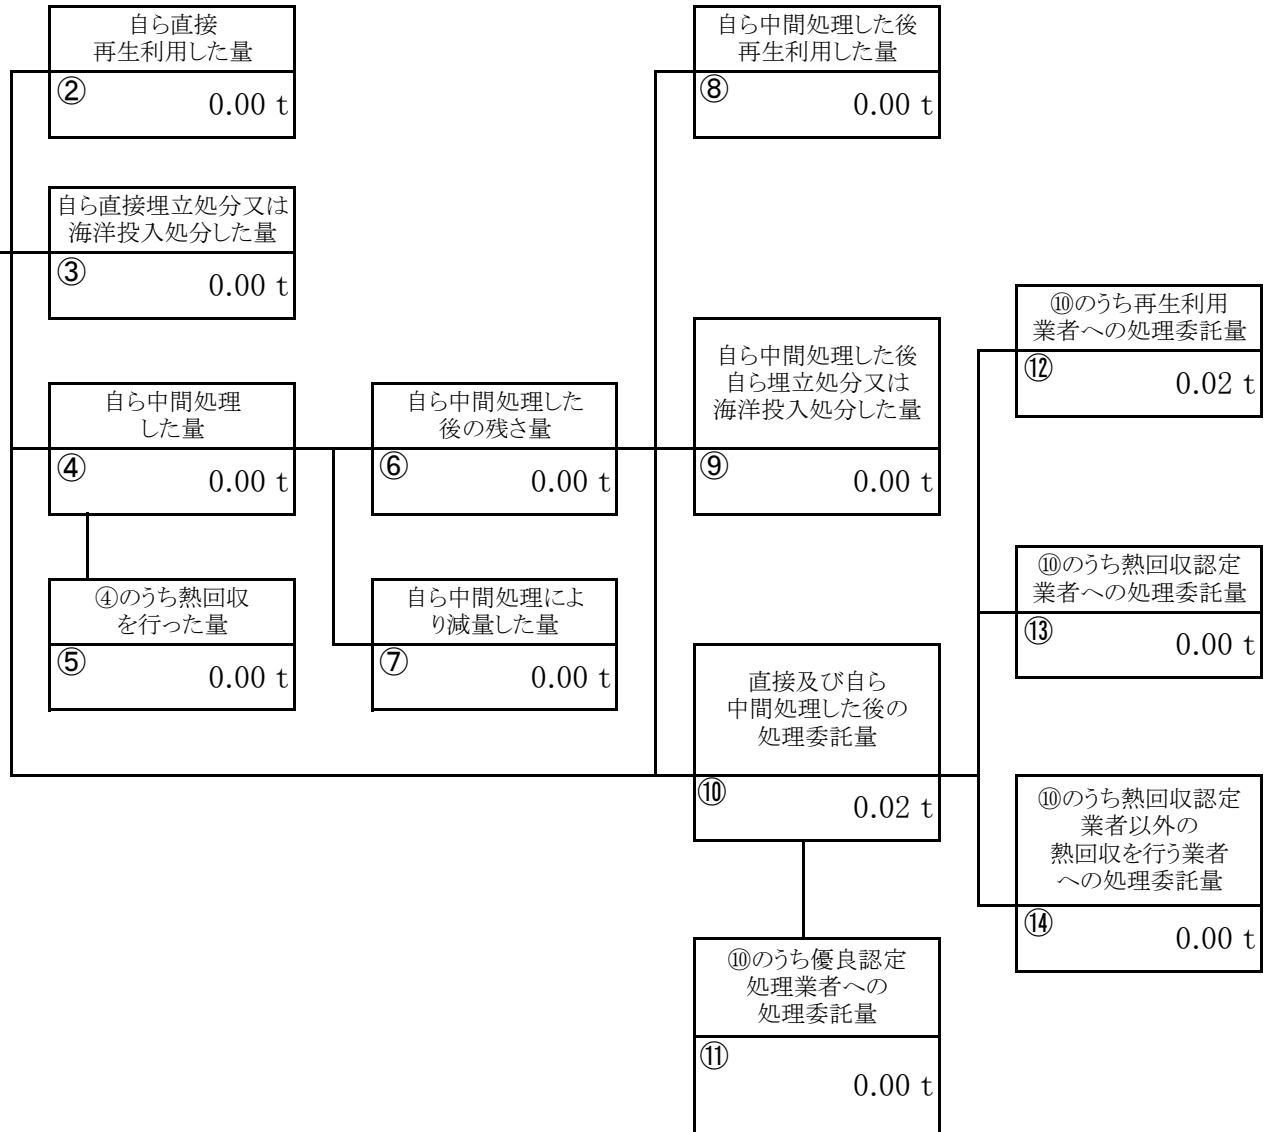 自ら直接
再生利用した量
②
0.00 t
自ら直接埋立処分又は
海洋投入処分した量
③
0.00 t
自ら中間処理
した量
④
0.00 t
④のうち熱回収
を行った量
⑤
0.00 t
自ら中間処理した
後の残さ量
⑥
0.00 t
自ら中間処理によ
り減量した量
⑦
0.00 t
自ら中間処理した後
再生利用した量
⑧
0.00 t
自ら中間処理した後
自ら埋立処分又は
海洋投入処分した量
⑨
0.00 t
直接及び自ら
中間処理した後の
処理委託量
⑩
0.02 t
⑩のうち優良認定
処理業者への
処理委託量
⑪
0.00 t
⑩のうち再生利用
業者への処理委託量
⑫
0.02 t
⑩のうち熱回収認定
業者への処理委託量
⑬
0.00 t
⑩のうち熱回収認定
業者以外の
熱回収を行う業者
への処理委託量
⑭
0.00 t